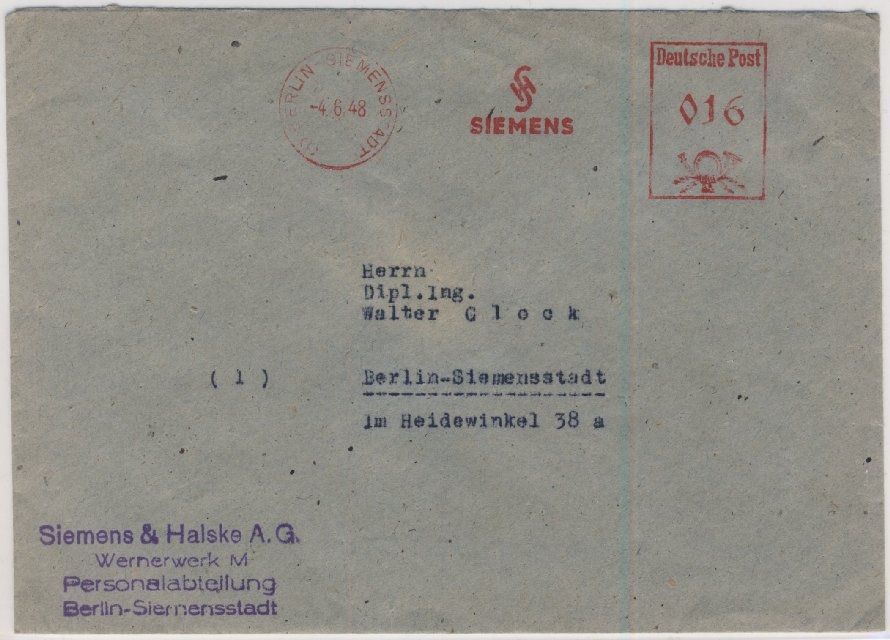 (1) BERLIN SIEMENSSTADT
-4.6.48
SIEMENS
Deutsche Post
016
Herrn
Dipl.Ing.
Walter G l o c k
( 1 ) Berlin-Siemensstadt
Im Heidewinkel 38 a
Siemens & Halske A.G.
Wernerwerk M
Personalabteilung
Berlin-Siemensstadt